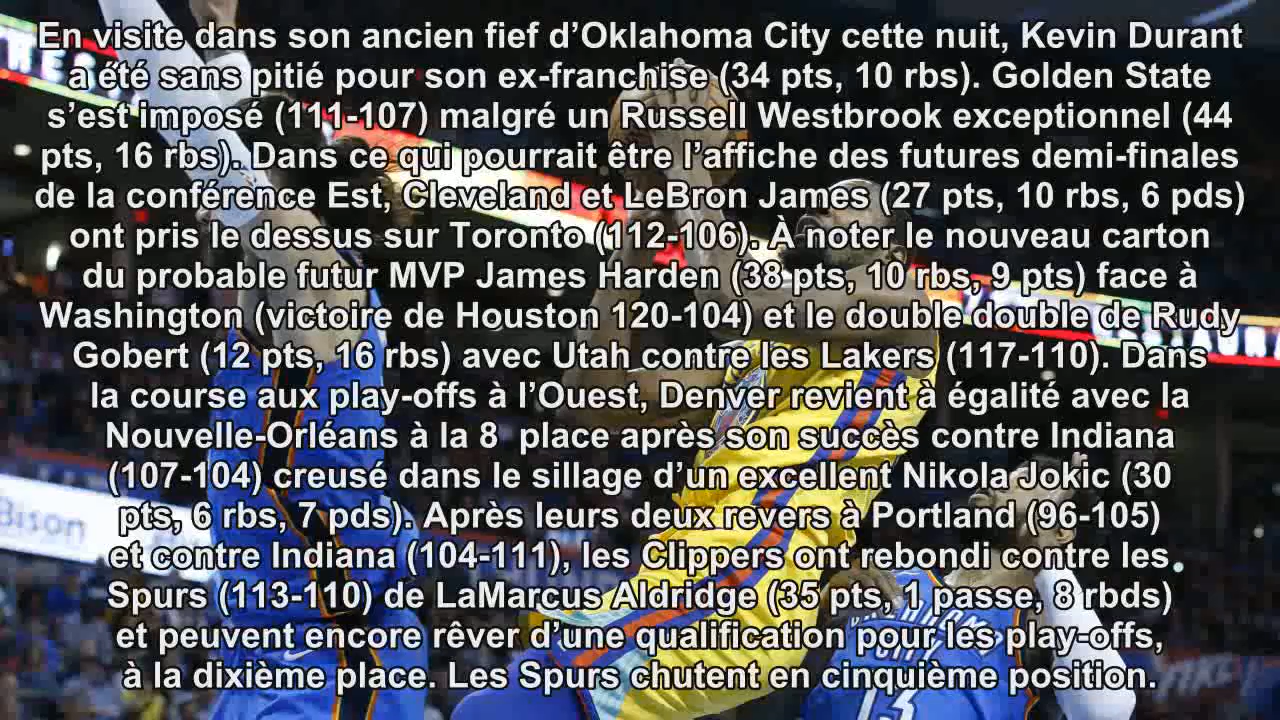 En visite dans son ancien fief d’Oklahoma City cette nuit, Kevin Durant
a été sans pitié pour son ex-franchise (34 pts, 10 rbs). Golden State
s’est imposé (111-107) malgré un Russell Westbrook exceptionnel (44
pts, 16 rbs). Dans ce qui pourrait être l’affiche des futures demi-finales
de la conférence Est, Cleveland et LeBron James (27 pts, 10 rbs, 6 pds)
ont pris le dessus sur Toronto (112-106). À noter le nouveau carton
du probable futur MVP James Harden (38 pts, 10 rbs, 9 pts) face à
Washington (victoire de Houston 120-104) et le double double de Rudy
Gobert (12 pts, 16 rbs) avec Utah contre les Lakers (117-110). Dans
la course aux play-offs à l’Ouest, Denver revient à égalité avec la
Nouvelle-Orléans à la 8 place après son succès contre Indiana
(107-104) creusé dans le sillage d’un excellent Nikola Jokic (30
pts, 6 rbs, 7 pds). Après leurs deux revers à Portland (96-105)
et contre Indiana (104-111), les Clippers ont rebondi contre les
Spurs (113-110) de LaMarcus Aldridge (35 pts, 1 passe, 8 rbds)
et peuvent encore rêver d’une qualification pour les play-offs,
à la dixième place. Les Spurs chutent en cinquième position.
Bison
CITY
13